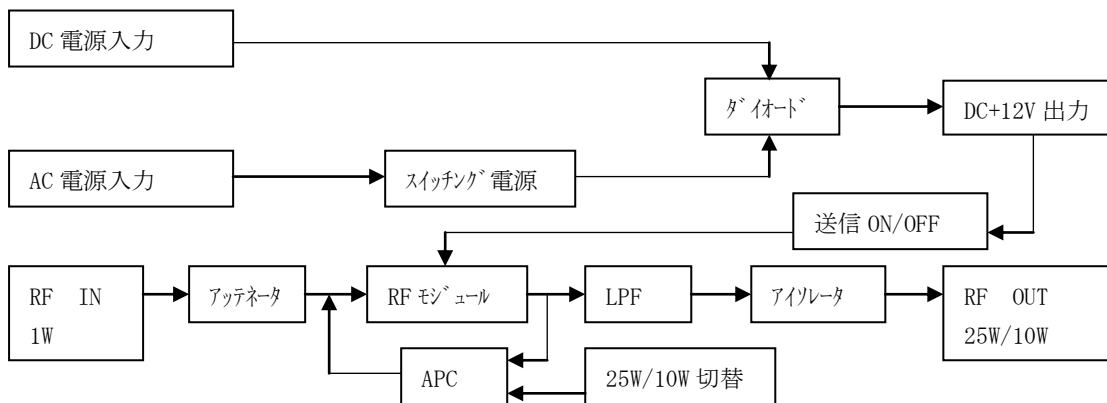 DC 電源入力
ﾀﾞｲｵｰﾄﾞ
DC+12V 出力
AC 電源入力
ｽｲｯﾁﾝｸﾞ電源
送信 ON/OFF
RF IN
1W
ｱｯﾃﾈｰﾀ
RF ﾓｼﾞｭｰﾙ
LPF
ｱｲｿﾚｰﾀ
RF OUT
25W/10W
APC
25W/10W 切替